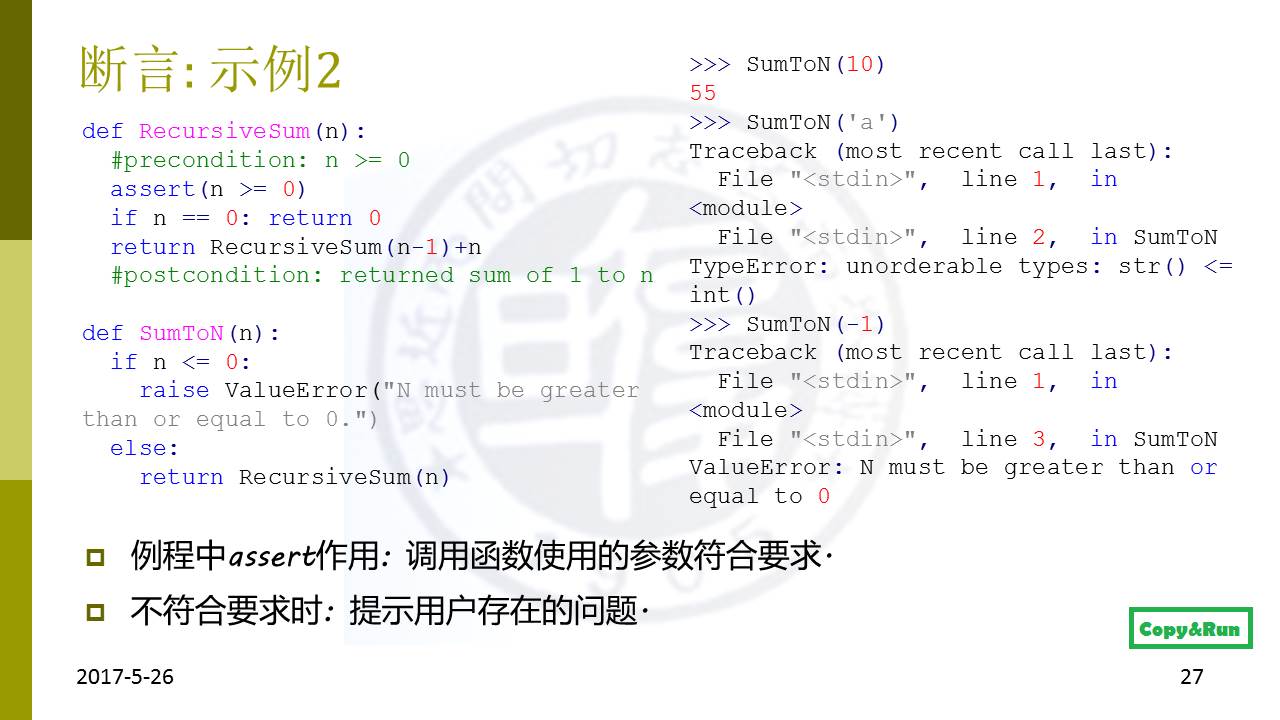 断言: 示例2
def RecursiveSum(n):
  #precondition: n >= 0
  assert(n >= 0)
  if n == 0: return 0
  return RecursiveSum(n-1)+n
  #postcondition: returned sum of 1 to n
def SumToN(n):
  if n <= 0:
    raise ValueError("N must be greater
than or equal to 0.")
  else:
    return RecursiveSum(n)
>>> SumToN(10)
55
>>> SumToN('a')
Traceback (most recent call last):
  File "<stdin>", line 1, in
<module>
  File "<stdin>", line 2, in SumToN
TypeError: unorderable types: str() <=
int()
>>> SumToN(-1)
Traceback (most recent call last):
  File "<stdin>", line 1, in
<module>
  File "<stdin>", line 3, in SumToN
ValueError: N must be greater than or
equal to 0
例程中assert作用: 调用函数使用的参数符合要求.
不符合要求时: 提示用户存在的问题.
Copy&Run
2017-5-26
27